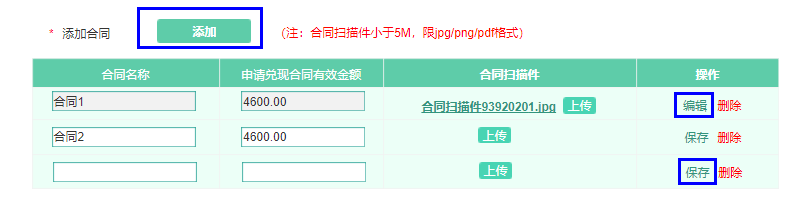 * 添加合同 添加 (注：合同扫描件小于5M，限jpg/png/pdf格式)
合同名称 申请兑现合同有效金额 合同扫描件 操作
合同1 4600.00 合同扫描件93920201.jpg 上传 编辑 删除
合同2 4600.00 上传 保存 删除
上传 保存 删除